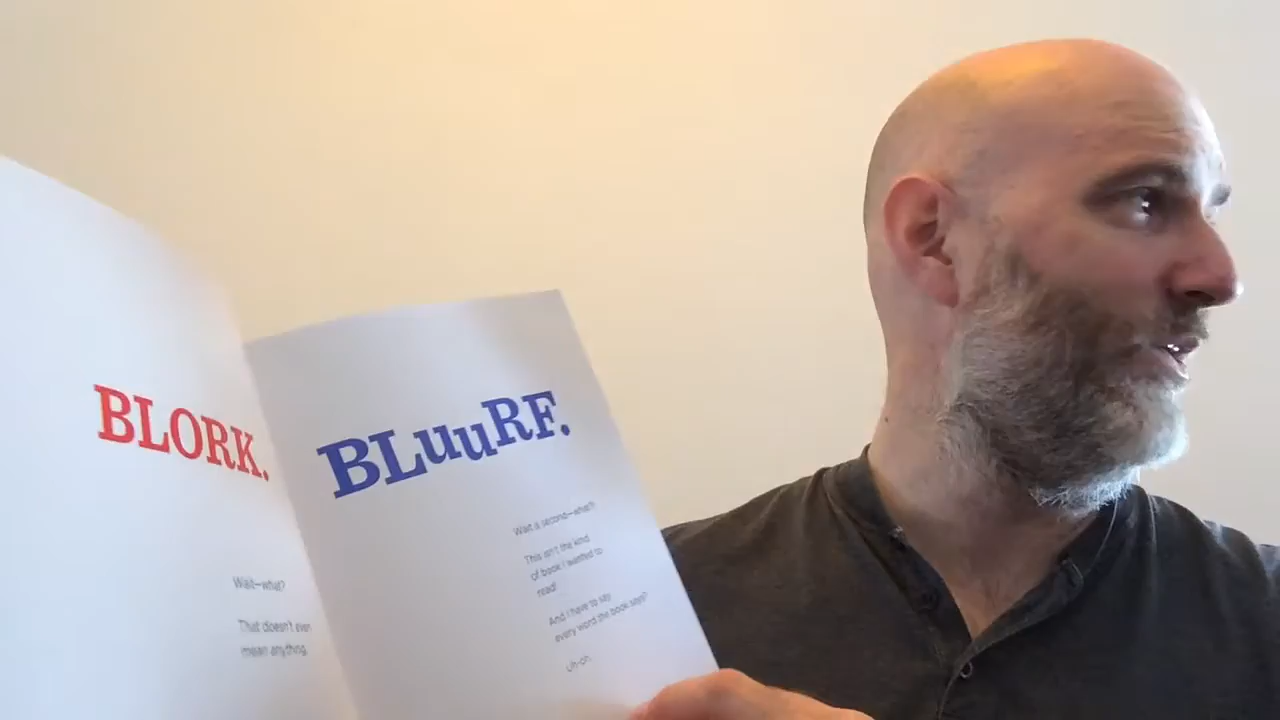 BLORK.
Wait—what?
That doesn't even
mean anything.
BLuuRF.
Wait a second—what?!
This isn't the kind
of book I wanted to
read!
And I have to say
every word the book says?
Uh-oh.